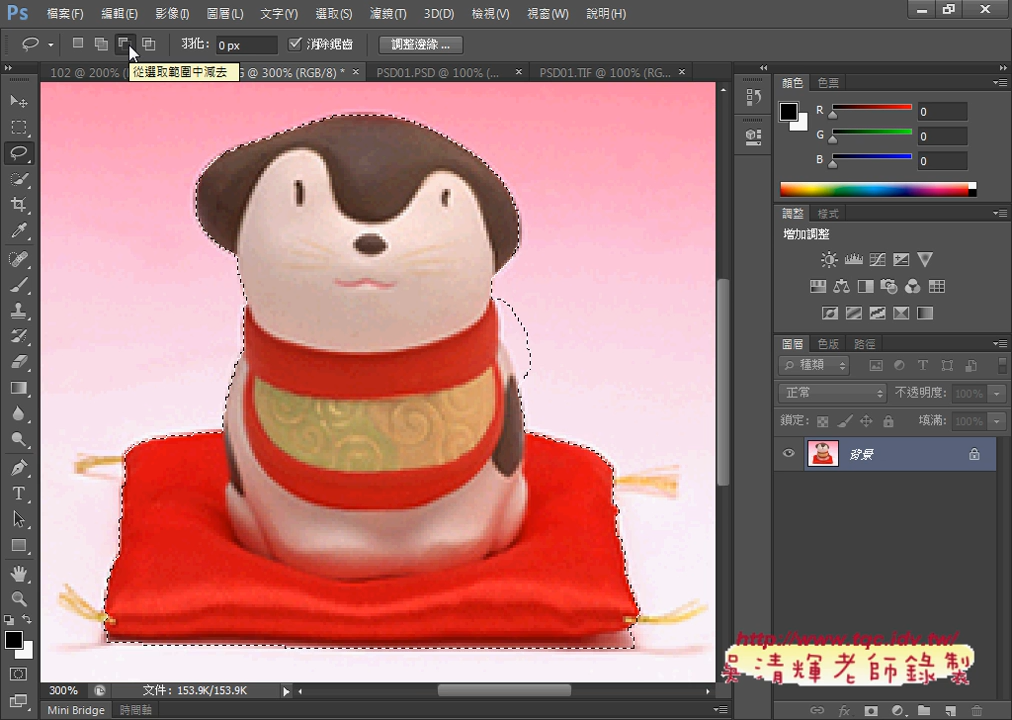 Ps 檔案(F) 編輯(E) 影像(I) 圖層(L) 文字(Y) 選取(S) 濾鏡(T) 3D(D) 檢視(V) 視窗(W) 說明(H)
羽化: 0 px 消除鋸齒 調整邊緣 ...
從選取範圍中減去
102 @ 200% ( G @ 300% (RGB/8) * × PSD01.PSD @ 100% (... × PSD01.TIF @ 100% (RG... ×
顏色 色票
R 0
G 0
B 0
調整 樣式
增加調整
圖層 色版 路徑
種類
正常 不透明度: 100%
鎖定: 填滿: 100%
背景
http://www.tqc.idv.tw/
吳清輝老師錄製
300% 文件: 153.9K/153.9K
Mini Bridge 時間軸